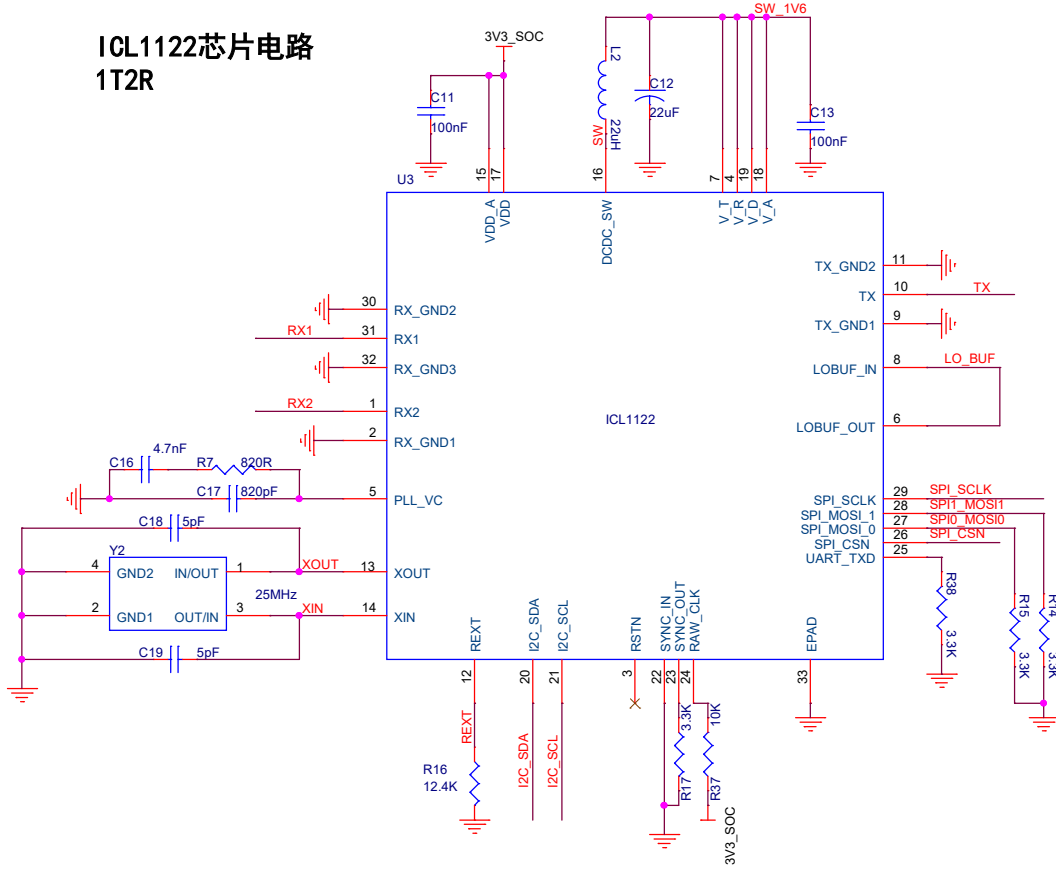 ICL1122芯片电路
1T2R
SW_1V6
3V3_SOC
L2
C12
22uF
C11
100nF
C13
100nF
SW
22uH
U3
15
17
16
7
4
19
18
VDD_A
VDD
DCDC_SW
V_T
V_R
V_D
V_A
TX_GND2
11
TX
10
TX
TX_GND1
9
LOBUF_IN
8
LO_BUF
LOBUF_OUT
6
30
RX_GND2
RX1
31
RX1
32
RX_GND3
RX2
1
RX2
2
RX_GND1
ICL1122
4.7nF
C16
R7
820R
C17
820pF
5
PLL_VC
C18
5pF
Y2
4
GND2
IN/OUT
1
XOUT
13
XOUT
25MHz
2
GND1
OUT/IN
3
XIN
14
XIN
C19
5pF
SPI_SCLK
29
SPI_SCLK
SPI_MOSI_1
28
SPI1_MOSI1
SPI_MOSI_0
27
SPI0_MOSI0
SPI_CSN
26
SPI_CSN
UART_TXD
25
R38
3.3K
R15
3.3K
R14
3.3K
REXT
I2C_SDA
I2C_SCL
RSTN
SYNC_IN
SYNC_OUT
RAW_CLK
EPAD
12
20
21
3
22
23
24
33
REXT
I2C_SDA
I2C_SCL
R16
12.4K
3.3K
R17
10K
R37
3V3_SOC